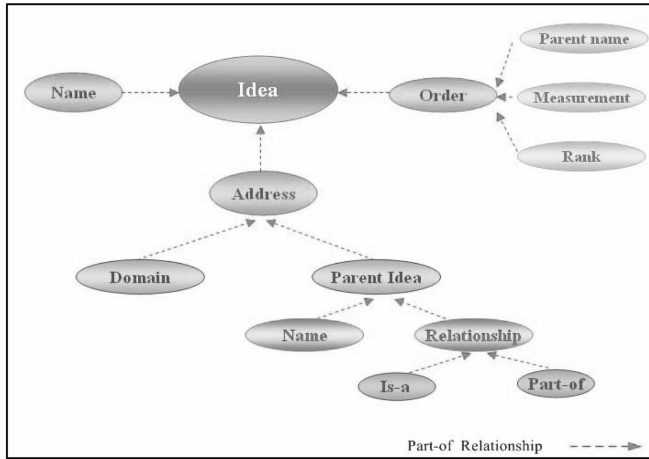 Parent name
Idea
Name
Order
Measurement
Rank
Address
Domain
Parent Idea
Name
Relationship
Is-a
Part-of
Part-of Relationship